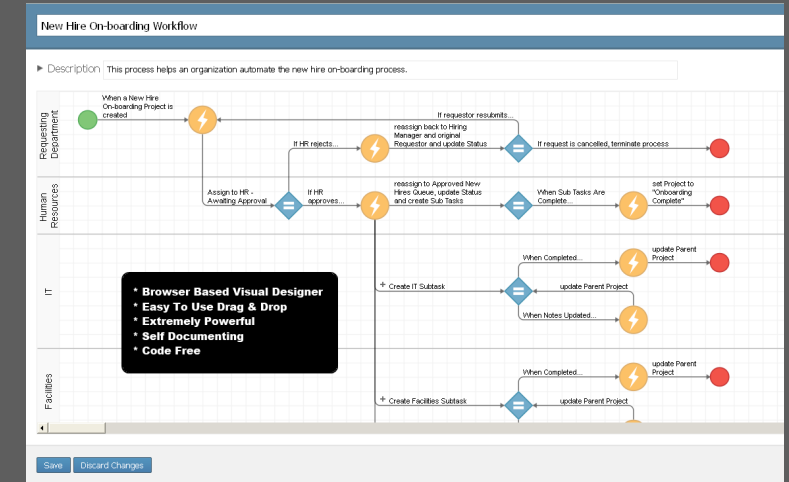 New Hire On-boarding Workflow
Description
This process helps an organization automate the new hire on-boarding process.
Requesting
Department
When a New Hire
On-boarding Project is
created
If requestor resubmits...
If HR rejects...
reassign back to Hiring
Manager and original
Requestor and update Status
If request is cancelled, terminate process
Human
Resources
Assign to HR -
Awaiting Approval
If HR
approves...
reassign to Approved New
Hires Queue, update Status
and create Sub Tasks
When Sub Tasks Are
Complete...
set Project to
"Onboarding
Complete"
IT
+ Create IT Subtask
When Completed...
update Parent
Project
update Parent Project
When Notes Updated...
* Browser Based Visual Designer
* Easy To Use Drag & Drop
* Extremely Powerful
* Self Documenting
* Code Free
Facilities
+ Create Facilities Subtask
When Completed...
update Parent
Project
update Parent Project
Save
Discard Changes